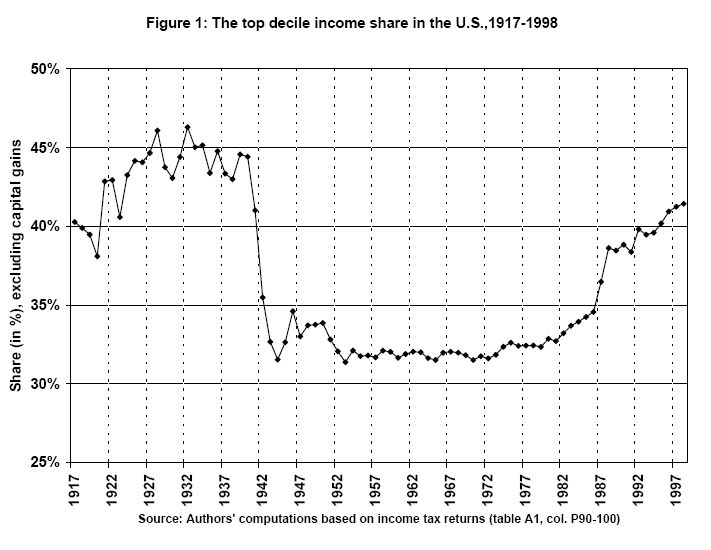 Figure 1: The top decile income share in the U.S.,1917-1998
Share (in %), excluding capital gains
50%
45%
40%
35%
30%
25%
1917 1922 1927 1932 1937 1942 1947 1952 1957 1962 1967 1972 1977 1982 1987 1992 1997
Source: Authors' computations based on income tax returns (table A1, col. P90-100)